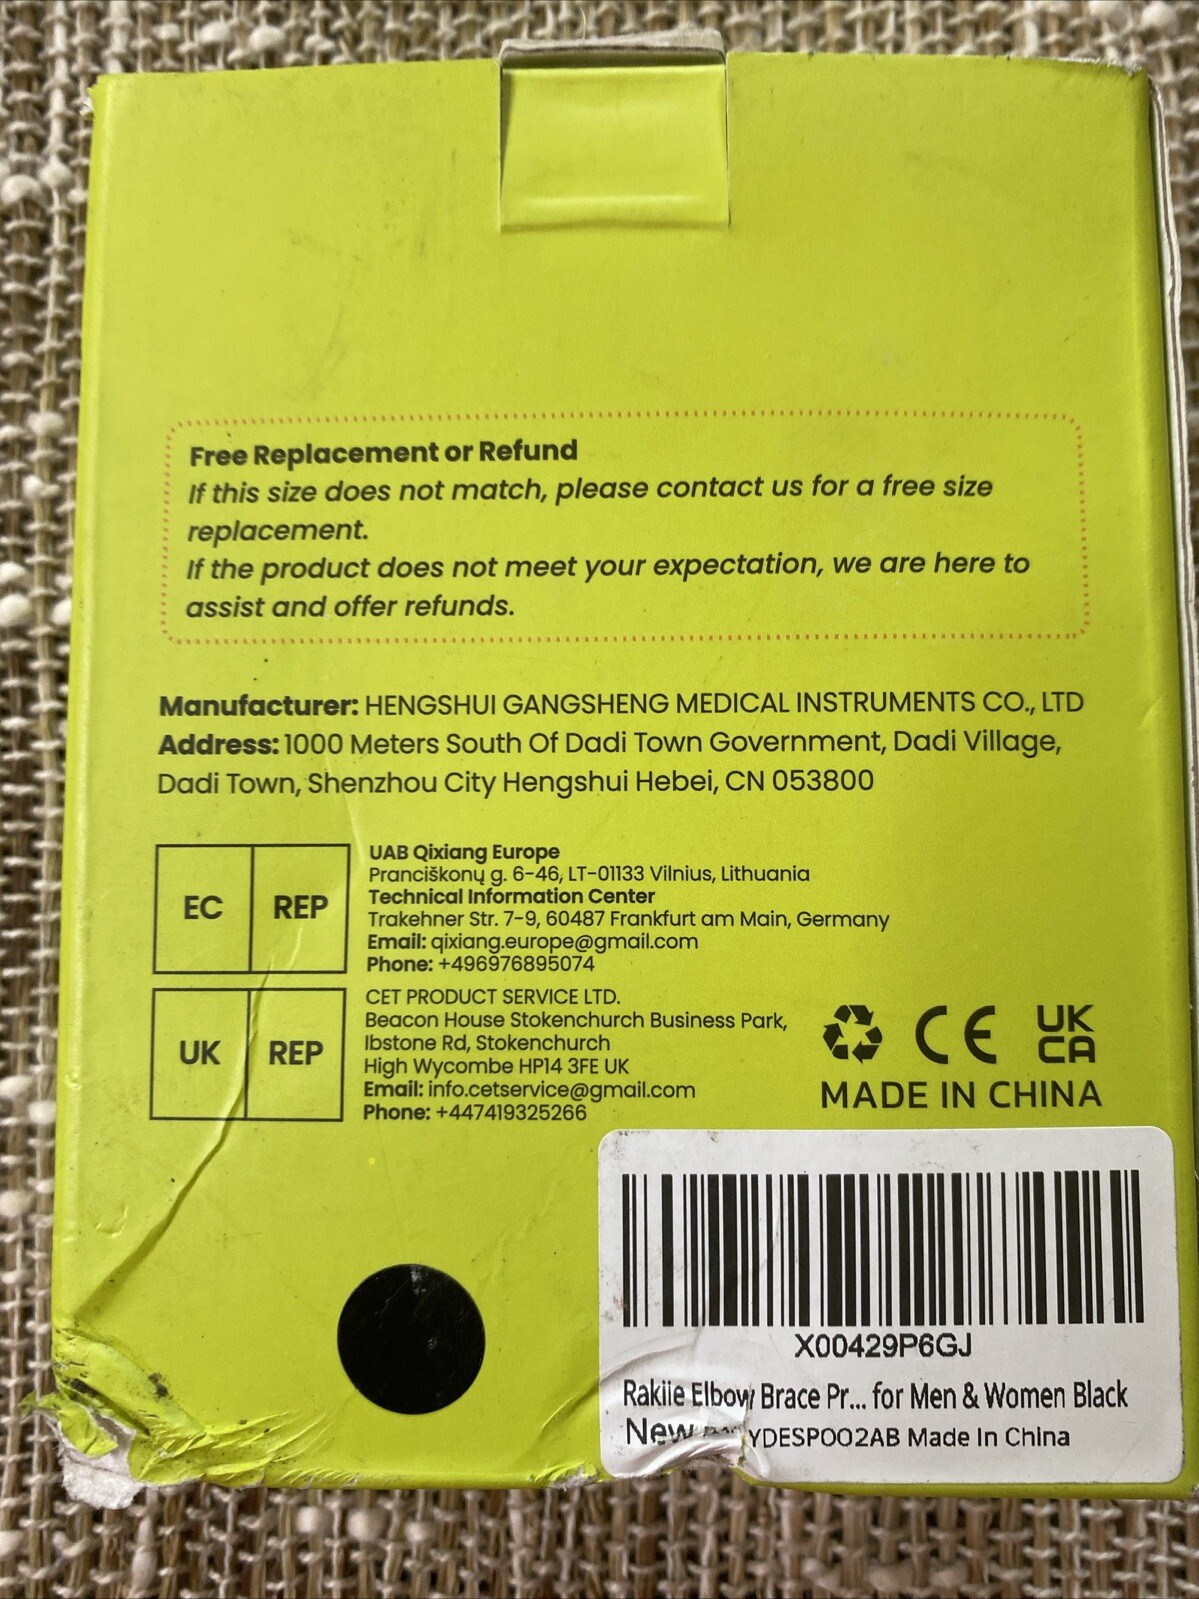 Free Replacement or Refund
If this size does not match, please contact us for a free size
replacement.
If the product does not meet your expectation, we are here to
assist and offer refunds.
Manufacturer: HENGSHUI GANGSHENG MEDICAL INSTRUMENTS CO., LTD
Address: 1000 Meters South Of Dadi Town Government, Dadi Village,
Dadi Town, Shenzhou City Hengshui Hebei, CN 053800
EC REP
UAB Qixiang Europe
Pranciškonų g. 6-46, LT-01133 Vilnius, Lithuania
Technical Information Center
Trakehner Str. 7-9, 60487 Frankfurt am Main, Germany
Email: qixiang.europe@gmail.com
Phone: +496976895074
UK REP
CET PRODUCT SERVICE LTD.
Beacon House Stokenchurch Business Park,
Ibstone Rd, Stokenchurch
High Wycombe HP14 3FE UK
Email: info.cetservice@gmail.com
Phone: +447419325266
CE
UK
CA
MADE IN CHINA
X00429P6GJ
Rakiie Elbow Brace Pr... for Men & Women Black
New YDESPOO2AB Made In China